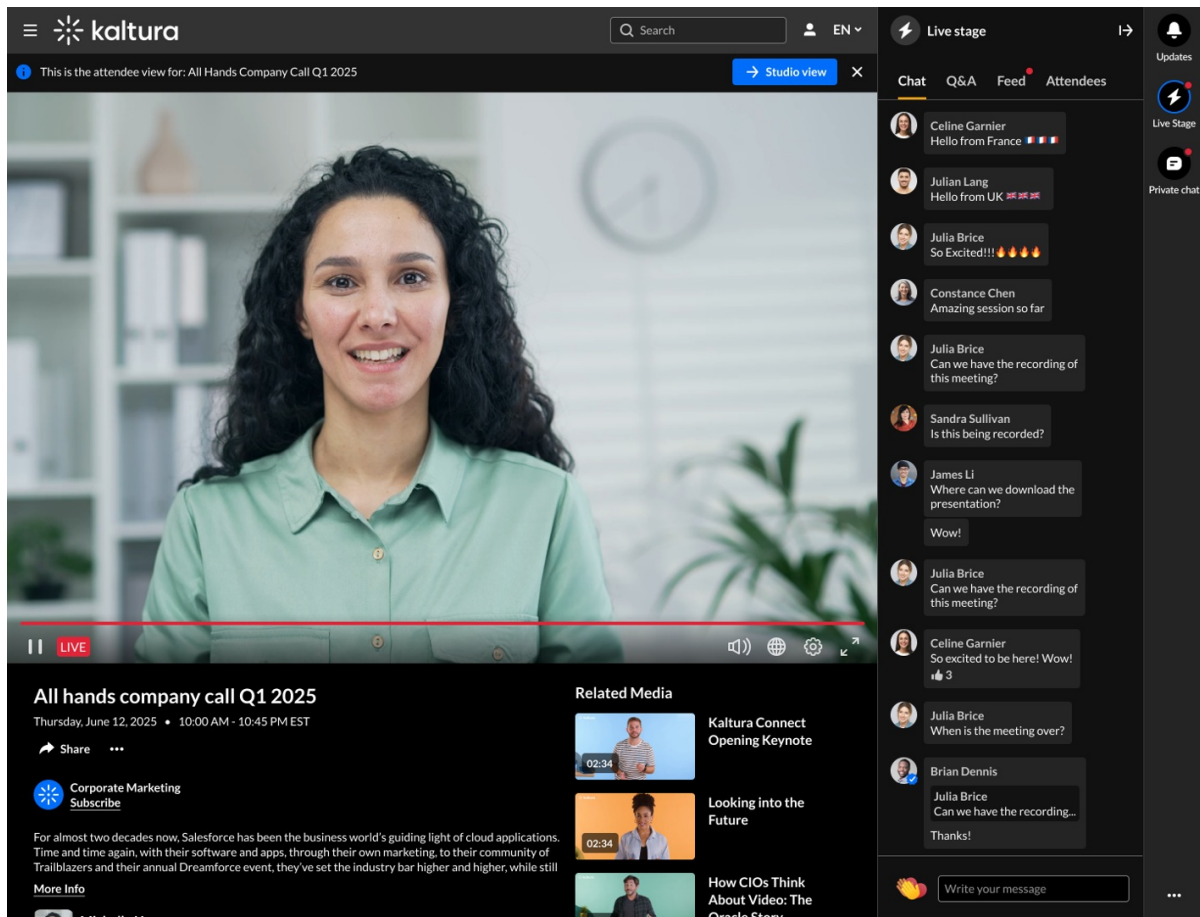 kaltura
Search
EN
This is the attendee view for: All Hands Company Call Q1 2025
Studio view
LIVE
All hands company call Q1 2025
Thursday, June 12, 2025 • 10:00 AM - 10:45 PM EST
Share
Corporate Marketing
Subscribe
For almost two decades now, Salesforce has been the business world's guiding light of cloud applications.
Time and time again, with their software and apps, through their own marketing, to their community of
Trailblazers and their annual Dreamforce event, they've set the industry bar higher and higher, while still
More Info
Related Media
02:34
Kaltura Connect
Opening Keynote
02:34
Looking into the
Future
How CIOs Think
About Video: The
Oracle Story
Live stage
Chat Q&A Feed Attendees
Celine Garnier
Hello from France 🇫🇷🇫🇷🇫🇷
Julian Lang
Hello from UK 🇬🇧🇬🇧🇬🇧
Julia Brice
So Excited!!!🔥🔥🔥🔥
Constance Chen
Amazing session so far
Julia Brice
Can we have the recording of
this meeting?
Sandra Sullivan
Is this being recorded?
James Li
Where can we download the
presentation?
Wow!
Julia Brice
Can we have the recording of
this meeting?
Celine Garnier
So excited to be here! Wow!
3
Julia Brice
When is the meeting over?
Brian Dennis
Julia Brice
Can we have the recording...
Thanks!
Write your message
Updates
Live Stage
Private chat